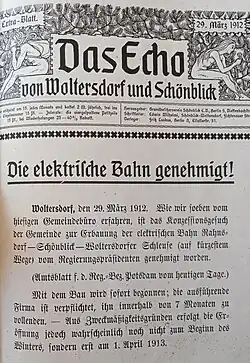 Extra-Blatt.
29. März 1912
Das Echo
von Woltersdorf und Schönblick
Die elektrische Bahn genehmigt!
Woltersdorf, den 29. März 1912. Wie wir soeben vom
hiesigen Gemeindebüro erfahren, ist das Konzessionsgesuch
der Gemeinde zur Erbauung der elektrischen Bahn Rahns-
dorf—Schönblick—Woltersdorfer Schleuse (auf kürzestem
Wege) vom Regierungspräsidenten genehmigt worden.
(Amtsblatt f. d. Reg.-Bez. Potsdam vom heutigen Tage.)
Mit dem Bau wird sofort begonnen; die ausführende
Firma ist verpflichtet, ihn innerhalb von 7 Monaten zu
vollenden. — Aus Zweckmäßigkeitsgründen erfolgt die Er-
öffnung jedoch wahrscheinlich noch nicht zum Beginn des
Winters, sondern erst am 1. April 1913.